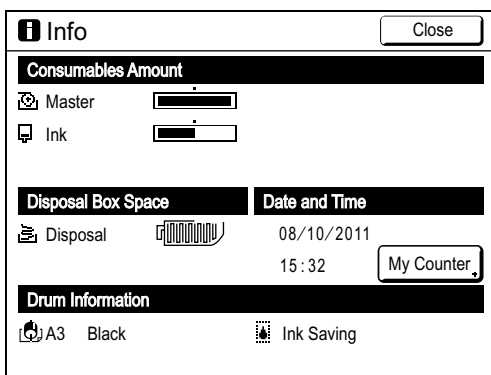 Info
Close
Consumables Amount
Master
Ink
Disposal Box Space
Date and Time
Disposal
08/10/2011
15:32
My Counter
Drum Information
A3 Black
Ink Saving